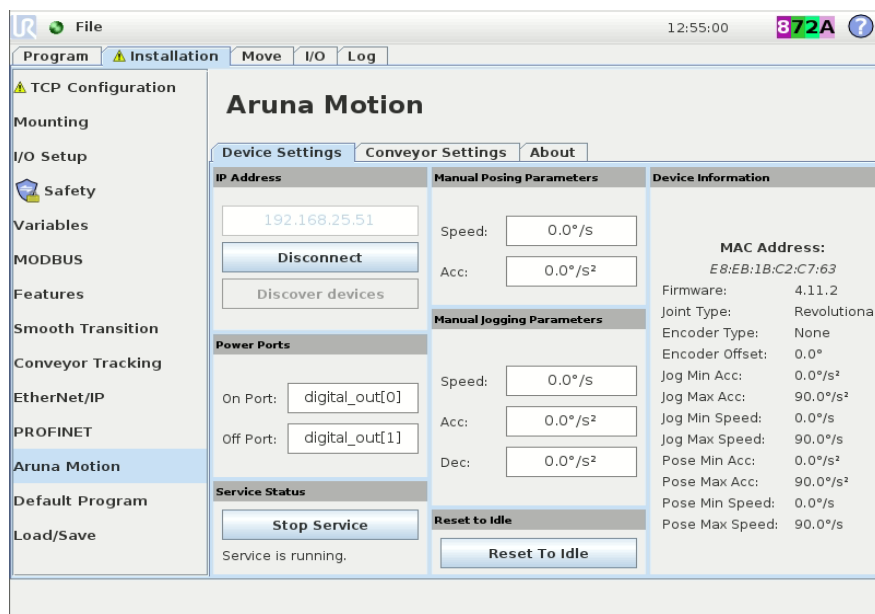 UR File 12:55:00 872A ?
Program Installation Move I/O Log
TCP Configuration
Mounting
I/O Setup
Safety
Variables
MODBUS
Features
Smooth Transition
Conveyor Tracking
EtherNet/IP
PROFINET
Aruna Motion
Default Program
Load/Save
Aruna Motion
Device Settings Conveyor Settings About
IP Address
192.168.25.51
Disconnect
Discover devices
Power Ports
On Port: digital_out[0]
Off Port: digital_out[1]
Service Status
Stop Service
Service is running.
Manual Posing Parameters
Speed: 0.0°/s
Acc: 0.0°/s²
Manual Jogging Parameters
Speed: 0.0°/s
Acc: 0.0°/s²
Dec: 0.0°/s²
Reset to Idle
Reset To Idle
Device Information
MAC Address:
E8:EB:1B:C2:C7:63
Firmware: 4.11.2
Joint Type: Revolutiona
Encoder Type: None
Encoder Offset: 0.0°
Jog Min Acc: 0.0°/s²
Jog Max Acc: 90.0°/s²
Jog Min Speed: 0.0°/s
Jog Max Speed: 90.0°/s
Pose Min Acc: 0.0°/s²
Pose Max Acc: 90.0°/s²
Pose Min Speed: 0.0°/s
Pose Max Speed: 90.0°/s